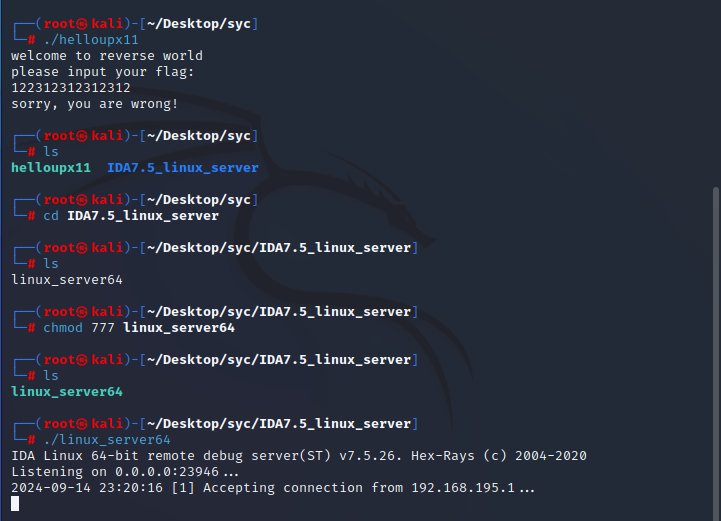 ┌──(root㉿kali)-[~/Desktop/syc]
└─# ./helloupx11
welcome to reverse world
please input your flag:
122312312312312
sorry, you are wrong!
┌──(root㉿kali)-[~/Desktop/syc]
└─# ls
helloupx11  IDA7.5_linux_server
┌──(root㉿kali)-[~/Desktop/syc]
└─# cd IDA7.5_linux_server
┌──(root㉿kali)-[~/Desktop/syc/IDA7.5_linux_server]
└─# ls
linux_server64
┌──(root㉿kali)-[~/Desktop/syc/IDA7.5_linux_server]
└─# chmod 777 linux_server64
┌──(root㉿kali)-[~/Desktop/syc/IDA7.5_linux_server]
└─# ls
linux_server64
┌──(root㉿kali)-[~/Desktop/syc/IDA7.5_linux_server]
└─# ./linux_server64
IDA Linux 64-bit remote debug server(ST) v7.5.26. Hex-Rays (c) 2004-2020
Listening on 0.0.0.0:23946...
2024-09-14 23:20:16 [1] Accepting connection from 192.168.195.1...